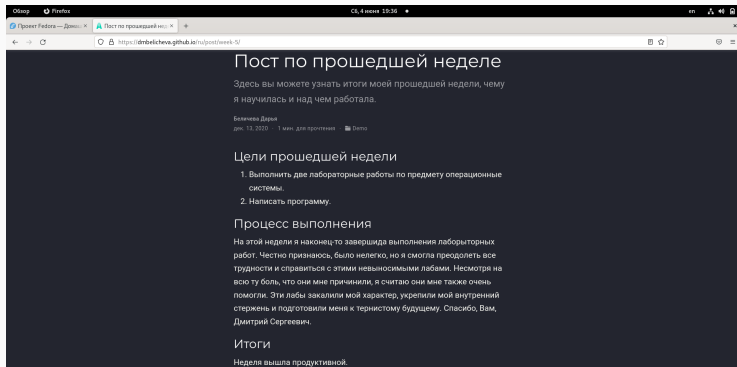 Обзор Firefox Сб, 4 июня 19:36 en
Проект Fedora — Дома × Пост по прошедшей нед × +
https://dmbelicheva.github.io/ru/post/week-5/
Пост по прошедшей неделе
Здесь вы можете узнать итоги моей прошедшей недели, чему
я научилась и над чем работала.
Беличева Дарья
дек. 13, 2020 · 1 мин. для прочтения · Demo
Цели прошедшей недели
1. Выполнить две лабораторные работы по предмету операционные
системы.
2. Написать программу.
Процесс выполнения
На этой недели я наконец-то завершида выполнения лаборыторных
работ. Честно признаюсь, было нелегко, но я смогла преодолеть все
трудности и справиться с этими невыносимыми лабами. Несмотря на
всю ту боль, что они мне причинили, я считаю они мне также очень
помогли. Эти лабы закалили мой характер, укрепили мой внутренний
стержень и подготовили меня к тернистому будущему. Спасибо, Вам,
Дмитрий Сергеевич.
Итоги
Неделя вышла продуктивной.